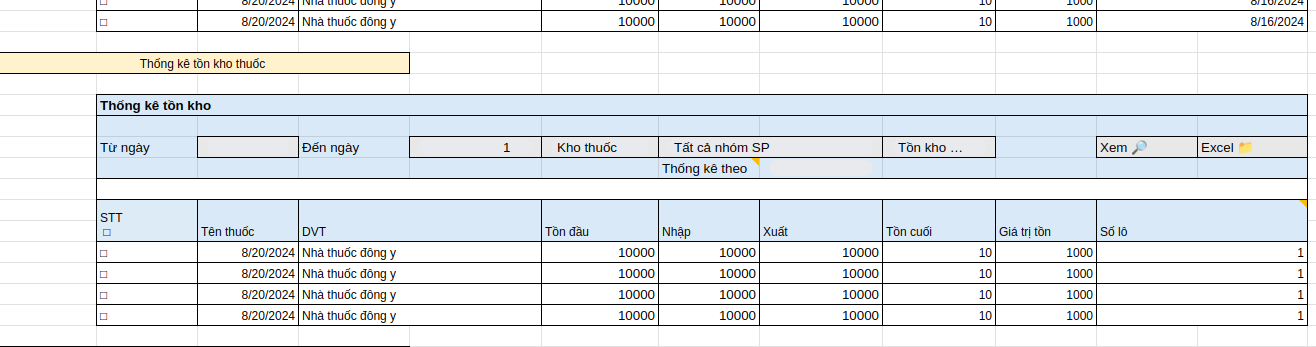 □ 8/20/2024 Nhà thuốc đông y 10000 10000 10000 10 1000 8/16/2024
□ 8/20/2024 Nhà thuốc đông y 10000 10000 10000 10 1000 8/16/2024
Thống kê tồn kho thuốc
Thống kê tồn kho
Từ ngày Đến ngày 1 Kho thuốc Tất cả nhóm SP Tồn kho ... Xem 🔎 Excel 📁
Thống kê theo
STT
□ Tên thuốc DVT Tồn đầu Nhập Xuất Tồn cuối Giá trị tồn Số lô
□ 8/20/2024 Nhà thuốc đông y 10000 10000 10000 10 1000 1
□ 8/20/2024 Nhà thuốc đông y 10000 10000 10000 10 1000 1
□ 8/20/2024 Nhà thuốc đông y 10000 10000 10000 10 1000 1
□ 8/20/2024 Nhà thuốc đông y 10000 10000 10000 10 1000 1